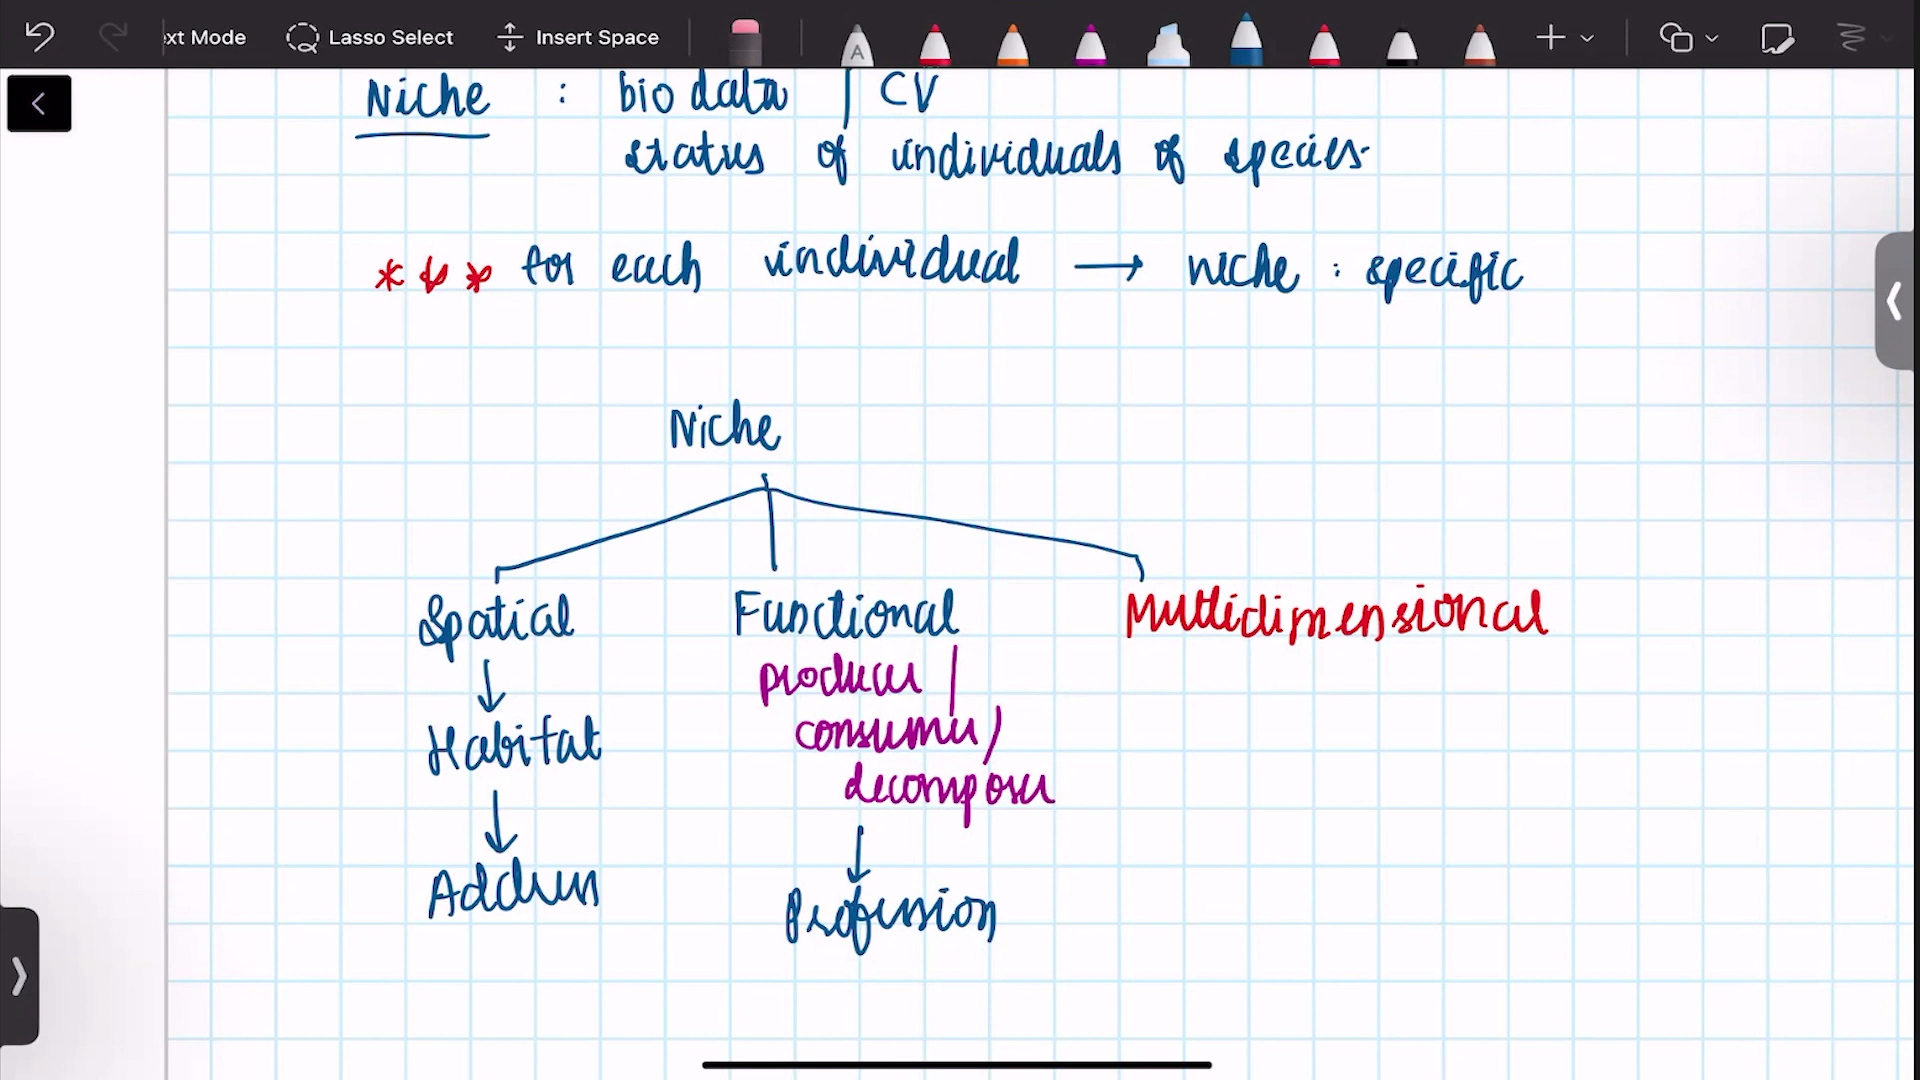 xt Mode Lasso Select Insert Space
A
Niche : bio data | CV
status of individuals of species.
*** for each individual → niche : specific
Niche
Spatial Functional Multidimensional
producer /
consumer /
decomposer
↓
Habitat
↓
Address
↓
Profession